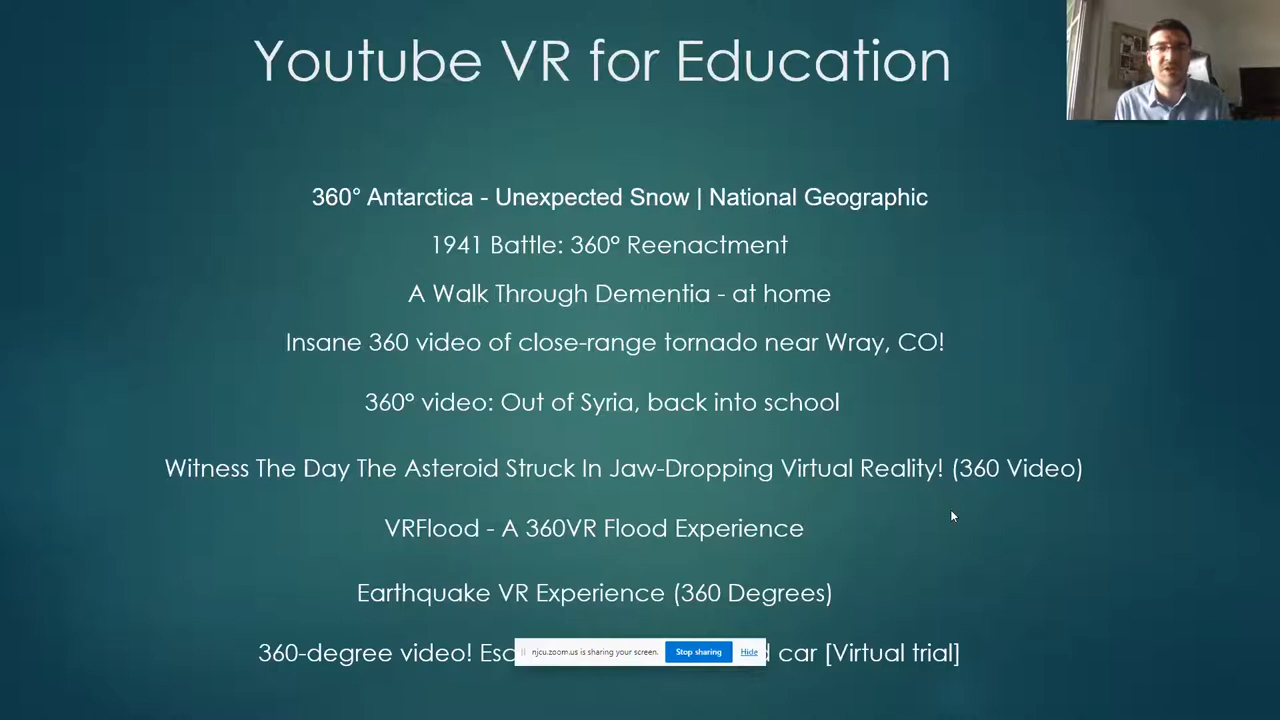 Youtube VR for Education
360° Antarctica - Unexpected Snow | National Geographic
1941 Battle: 360° Reenactment
A Walk Through Dementia - at home
Insane 360 video of close-range tornado near Wray, CO!
360° video: Out of Syria, back into school
Witness The Day The Asteroid Struck In Jaw-Dropping Virtual Reality! (360 Video)
VRFlood - A 360VR Flood Experience
Earthquake VR Experience (360 Degrees)
360-degree video! car [Virtual trial]
njcu.zoom.us is sharing your screen. Stop sharing Hide